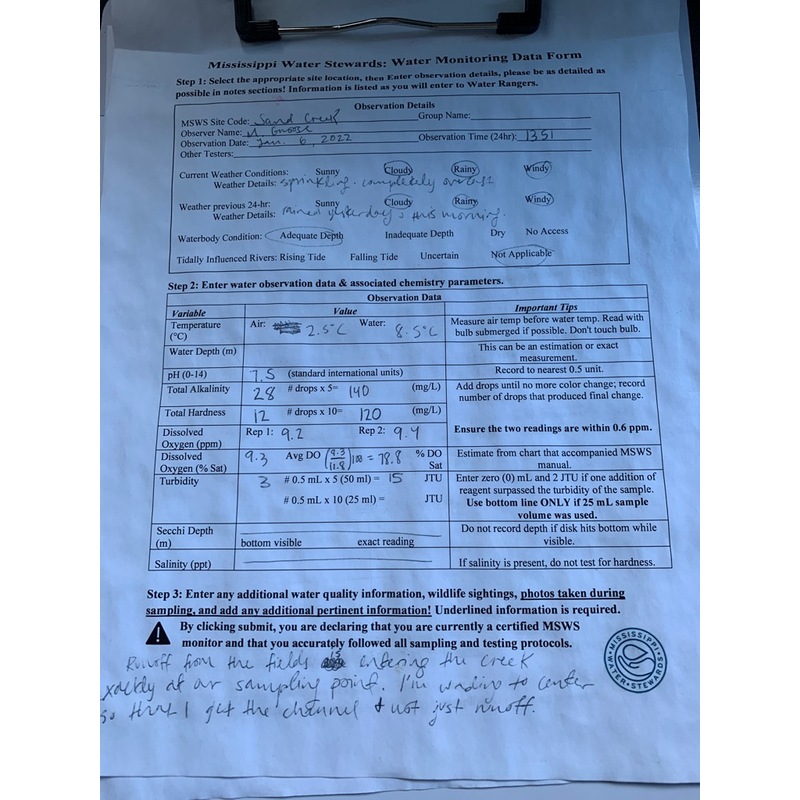 Mississippi Water Stewards: Water Monitoring Data Form
Step 1: Select the appropriate site location, then Enter observation details, please be as detailed as
possible in notes sections! Information is listed as you will enter to Water Rangers.
Observation Details
MSWS Site Code: Sand Creek Group Name:
Observer Name: M.
Observation Date: Jan. 6, 2022 Observation Time (24hr): 1351
Other Testers:
Current Weather Conditions: Sunny Cloudy Rainy Windy
Weather Details: sprinkling. completely overcast
Weather previous 24-hr: Sunny Cloudy Rainy Windy
Weather Details: rained yesterday & this morning.
Waterbody Condition: Adequate Depth Inadequate Depth Dry No Access
Tidally Influenced Rivers: Rising Tide Falling Tide Uncertain Not Applicable
Step 2: Enter water observation data & associated chemistry parameters.
Observation Data
Variable Value Important Tips
Temperature (°C) Air: 2.5°C Water: 8.5°C Measure air temp before water temp. Read with
bulb submerged if possible. Don't touch bulb.
Water Depth (m) This can be an estimation or exact
measurement.
pH (0-14) 7.5 (standard international units) Record to nearest 0.5 unit.
Total Alkalinity 28 # drops x 5= 140 (mg/L) Add drops until no more color change; record
number of drops that produced final change.
Total Hardness 12 # drops x 10= 120 (mg/L)
Dissolved Oxygen (ppm) Rep 1: 9.2 Rep 2: 9.4 Ensure the two readings are within 0.6 ppm.
Dissolved Oxygen (% Sat) 9.3 Avg DO (9.3/11.8)100 = 78.8 % DO Sat Estimate from chart that accompanied MSWS
manual.
Turbidity 3 # 0.5 mL x 5 (50 ml) = 15 JTU Enter zero (0) mL and 2 JTU if one addition of
reagent surpassed the turbidity of the sample.
# 0.5 mL x 10 (25 ml) = JTU Use bottom line ONLY if 25 mL sample
volume was used.
Secchi Depth (m) bottom visible exact reading Do not record depth if disk hits bottom while
visible.
Salinity (ppt) If salinity is present, do not test for hardness.
Step 3: Enter any additional water quality information, wildlife sightings, photos taken during
sampling, and add any additional pertinent information! Underlined information is required.
By clicking submit, you are declaring that you are currently a certified MSWS
monitor and that you accurately followed all sampling and testing protocols.
MISSISSIPPI WATER STEWARDS
Runoff from the fields is entering the creek
xactly at our sampling point. I'm wading to center
so that I get the channel & not just runoff.